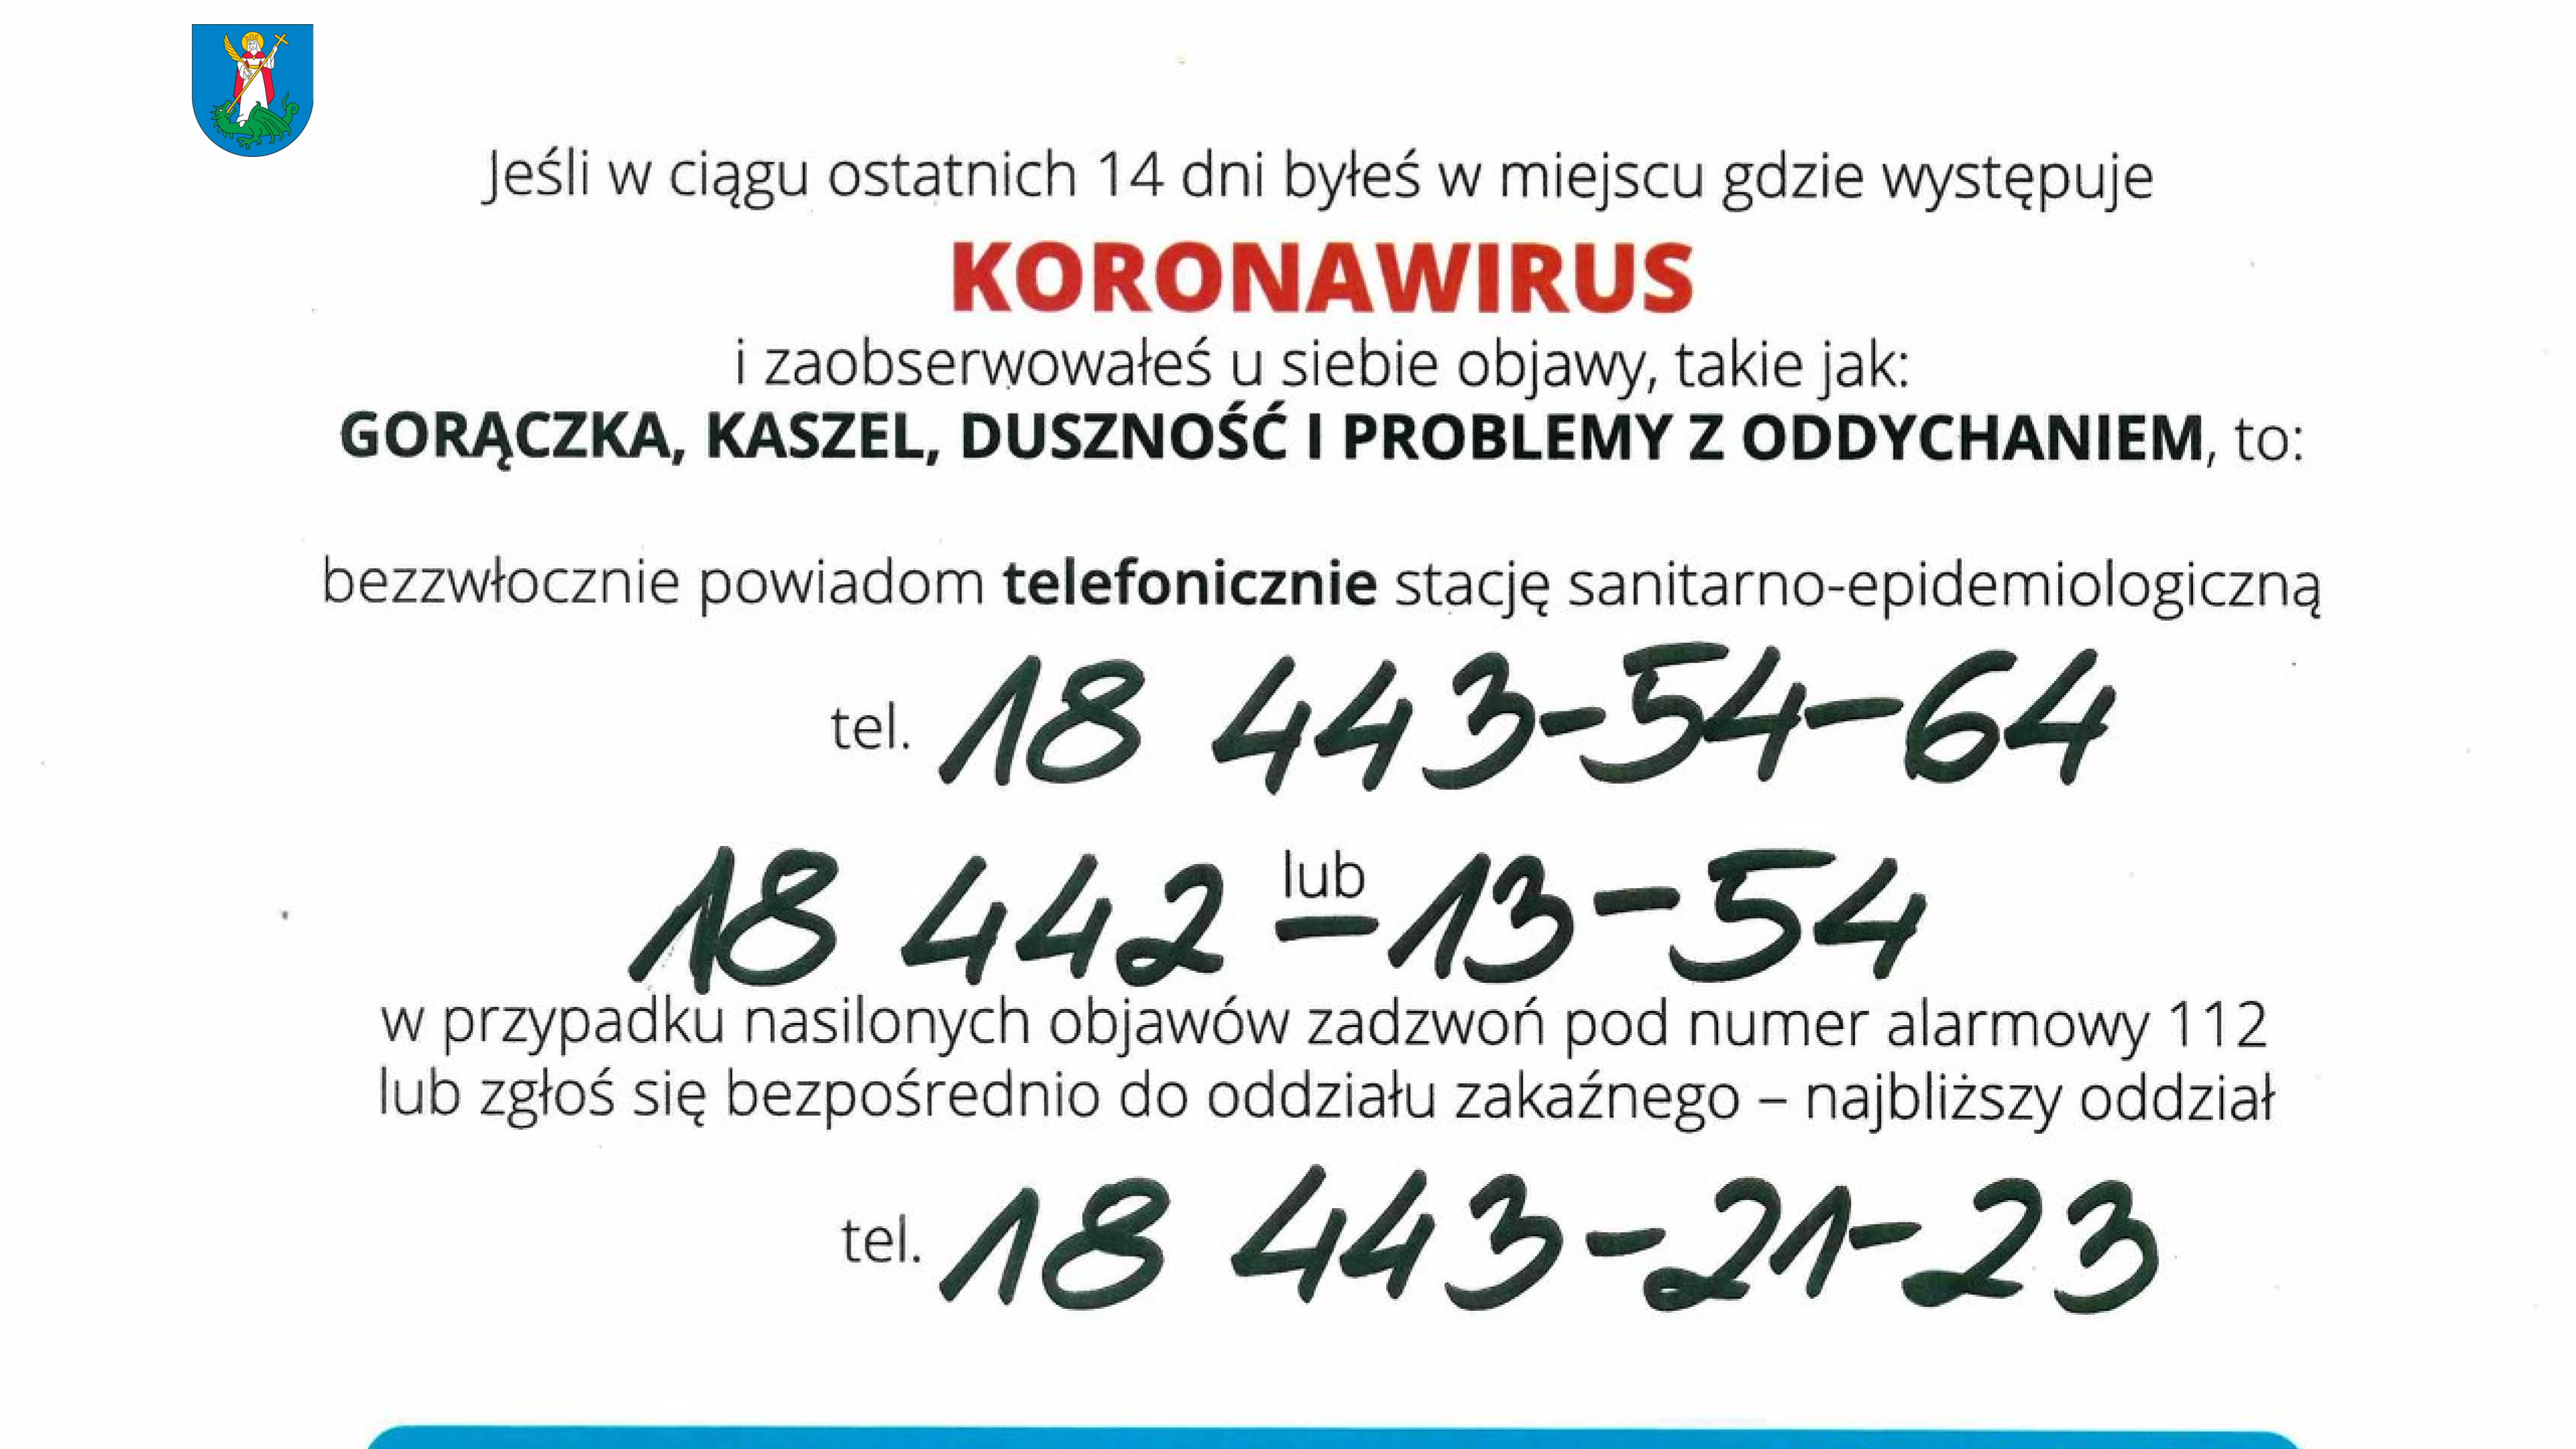 Jeśli w ciągu ostatnich 14 dni byłeś w miejscu gdzie występuje
KORONAWIRUS
i zaobserwowałeś u siebie objawy, takie jak:
GORĄCZKA, KASZEL, DUSZNOŚĆ I PROBLEMY Z ODDYCHANIEM, to:
bezzwłocznie powiadom telefonicznie stację sanitarno-epidemiologiczną
tel. 18 443-54-64
lub
18 442-13-54
w przypadku nasilonych objawów zadzwoń pod numer alarmowy 112
lub zgłoś się bezpośrednio do oddziału zakaźnego – najbliższy oddział
tel. 18 443-21-23